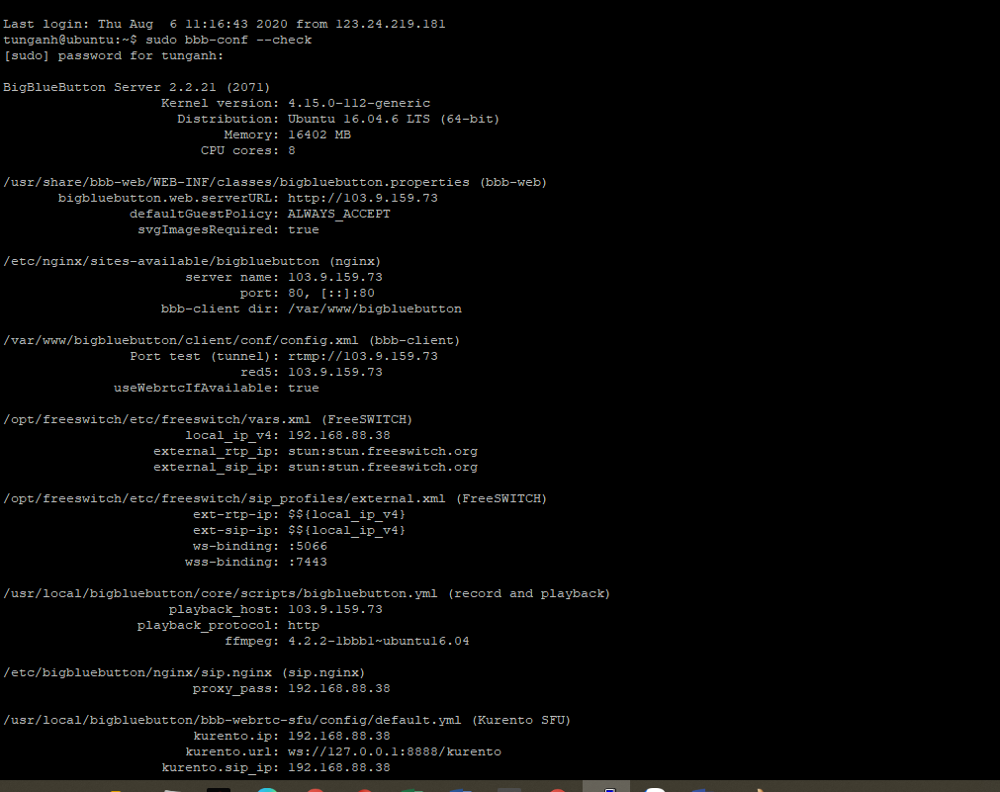 Last login: Thu Aug  6 11:16:43 2020 from 123.24.219.181
tunganh@ubuntu:~$ sudo bbb-conf --check
[sudo] password for tunganh:
BigBlueButton Server 2.2.21 (2071)
Kernel version: 4.15.0-112-generic
Distribution: Ubuntu 16.04.6 LTS (64-bit)
Memory: 16402 MB
CPU cores: 8
/usr/share/bbb-web/WEB-INF/classes/bigbluebutton.properties (bbb-web)
bigbluebutton.web.serverURL: http://103.9.159.73
defaultGuestPolicy: ALWAYS_ACCEPT
svgImagesRequired: true
/etc/nginx/sites-available/bigbluebutton (nginx)
server name: 103.9.159.73
port: 80, [::]:80
bbb-client dir: /var/www/bigbluebutton
/var/www/bigbluebutton/client/conf/config.xml (bbb-client)
Port test (tunnel): rtmp://103.9.159.73
red5: 103.9.159.73
useWebrtcIfAvailable: true
/opt/freeswitch/etc/freeswitch/vars.xml (FreeSWITCH)
local_ip_v4: 192.168.88.38
external_rtp_ip: stun:stun.freeswitch.org
external_sip_ip: stun:stun.freeswitch.org
/opt/freeswitch/etc/freeswitch/sip_profiles/external.xml (FreeSWITCH)
ext-rtp-ip: $${local_ip_v4}
ext-sip-ip: $${local_ip_v4}
ws-binding: :5066
wss-binding: :7443
/usr/local/bigbluebutton/core/scripts/bigbluebutton.yml (record and playback)
playback_host: 103.9.159.73
playback_protocol: http
ffmpeg: 4.2.2-1bbb1~ubuntu16.04
/etc/bigbluebutton/nginx/sip.nginx (sip.nginx)
proxy_pass: 192.168.88.38
/usr/local/bigbluebutton/bbb-webrtc-sfu/config/default.yml (Kurento SFU)
kurento.ip: 192.168.88.38
kurento.url: ws://127.0.0.1:8888/kurento
kurento.sip_ip: 192.168.88.38